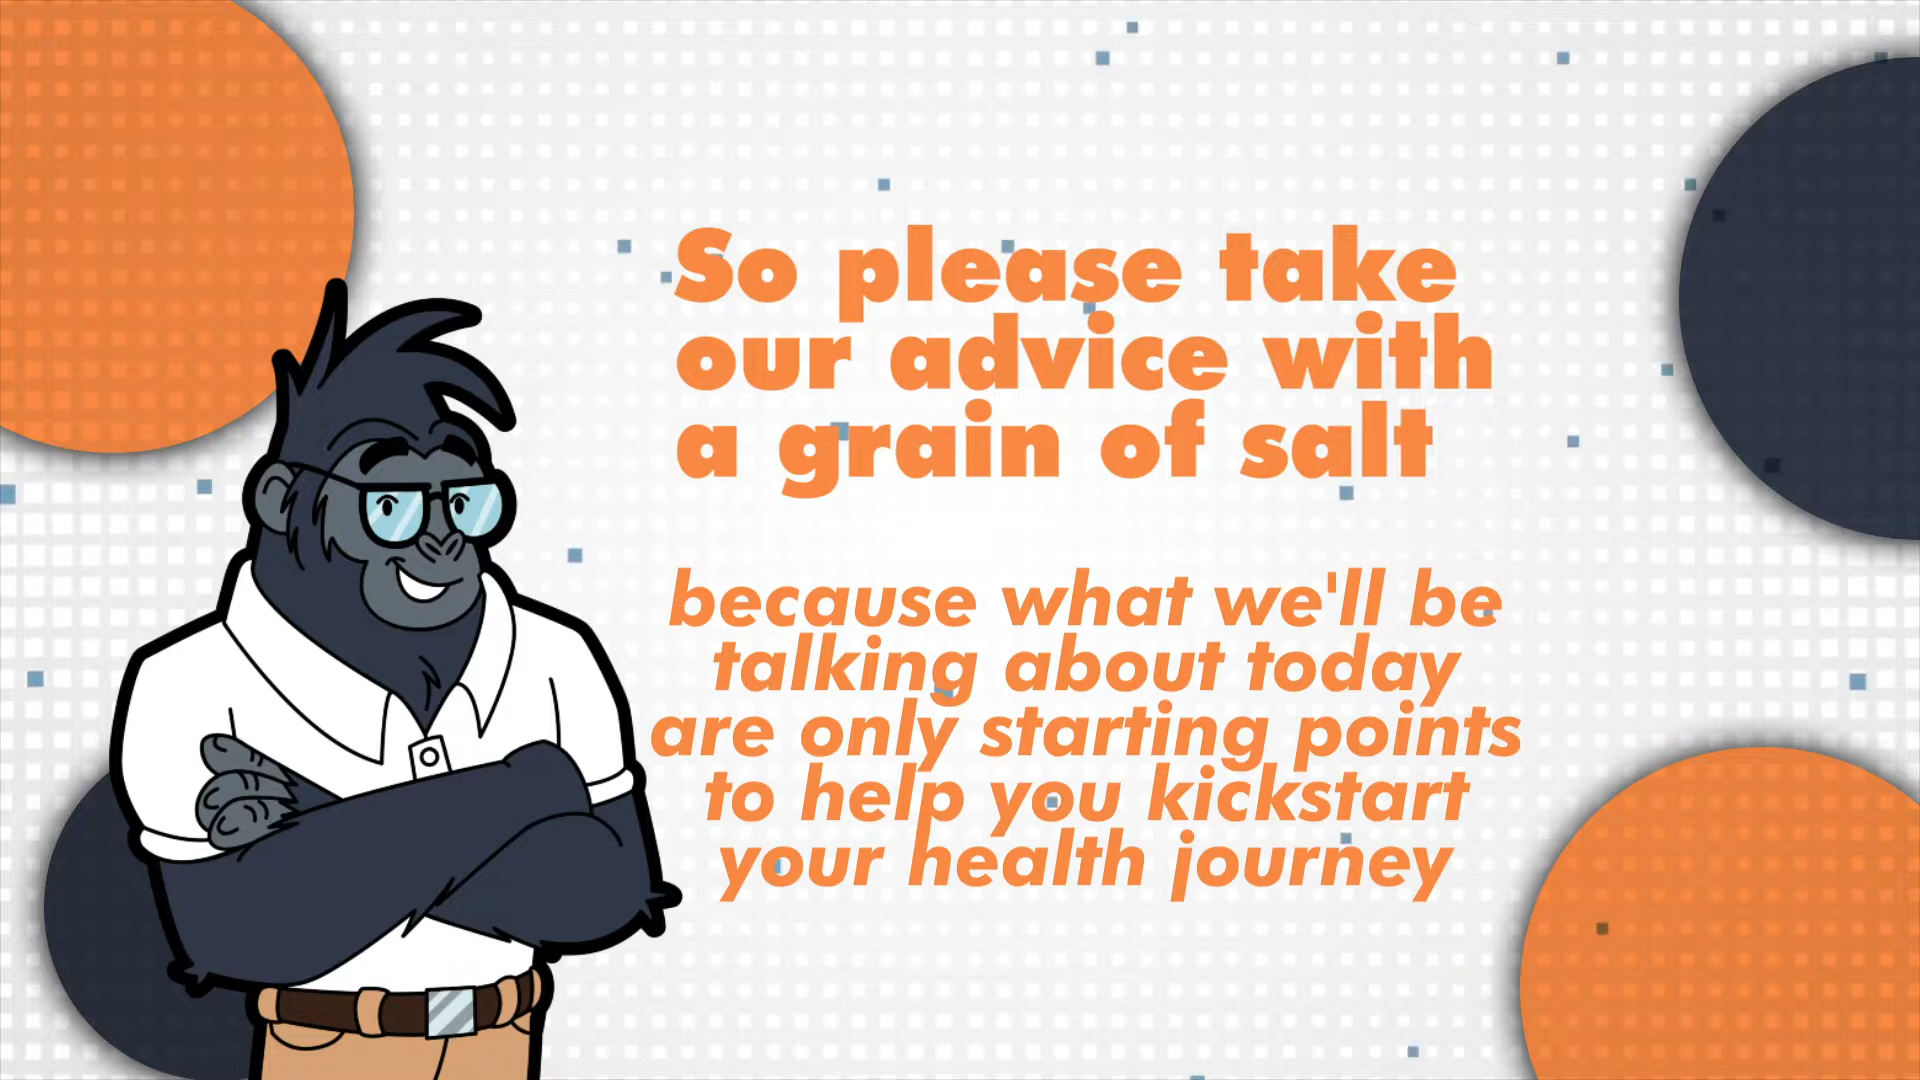 So please take
our advice with
a grain of salt
because what we'll be
talking about today
are only starting points
to help you kickstart
your health journey